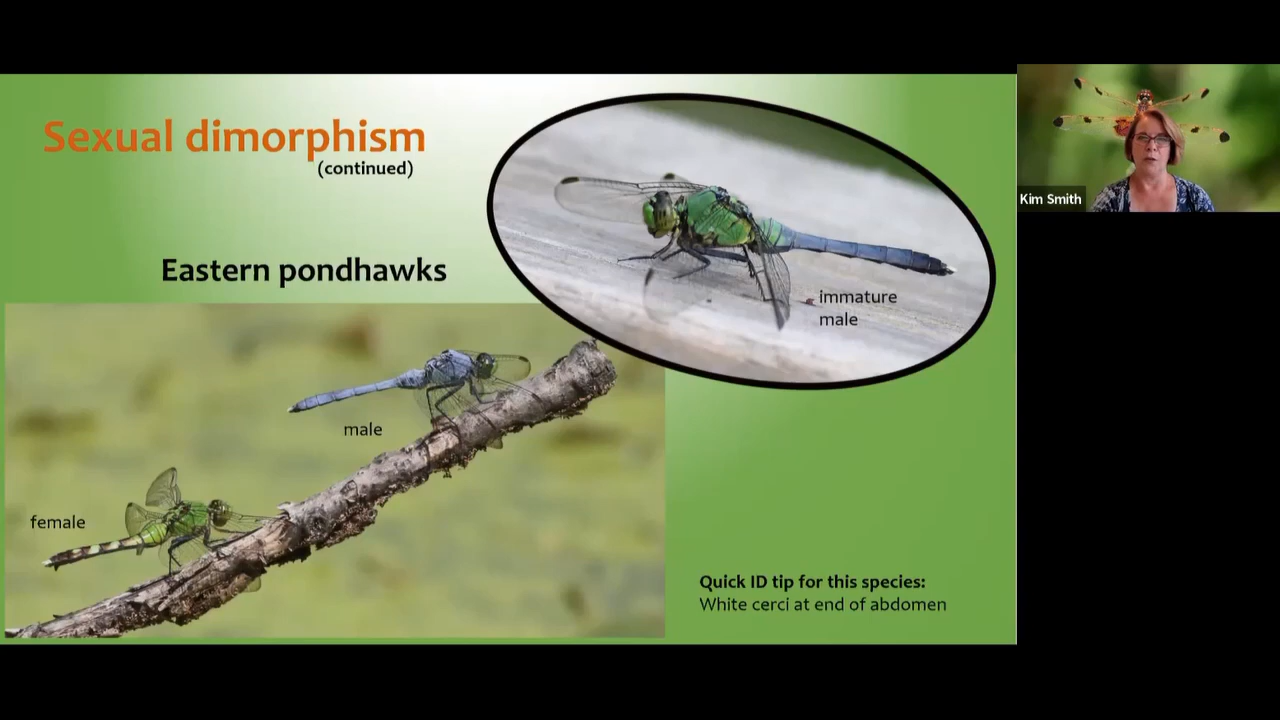 Sexual dimorphism
(continued)
Eastern pondhawks
immature
male
male
female
Quick ID tip for this species:
White cerci at end of abdomen
Kim Smith